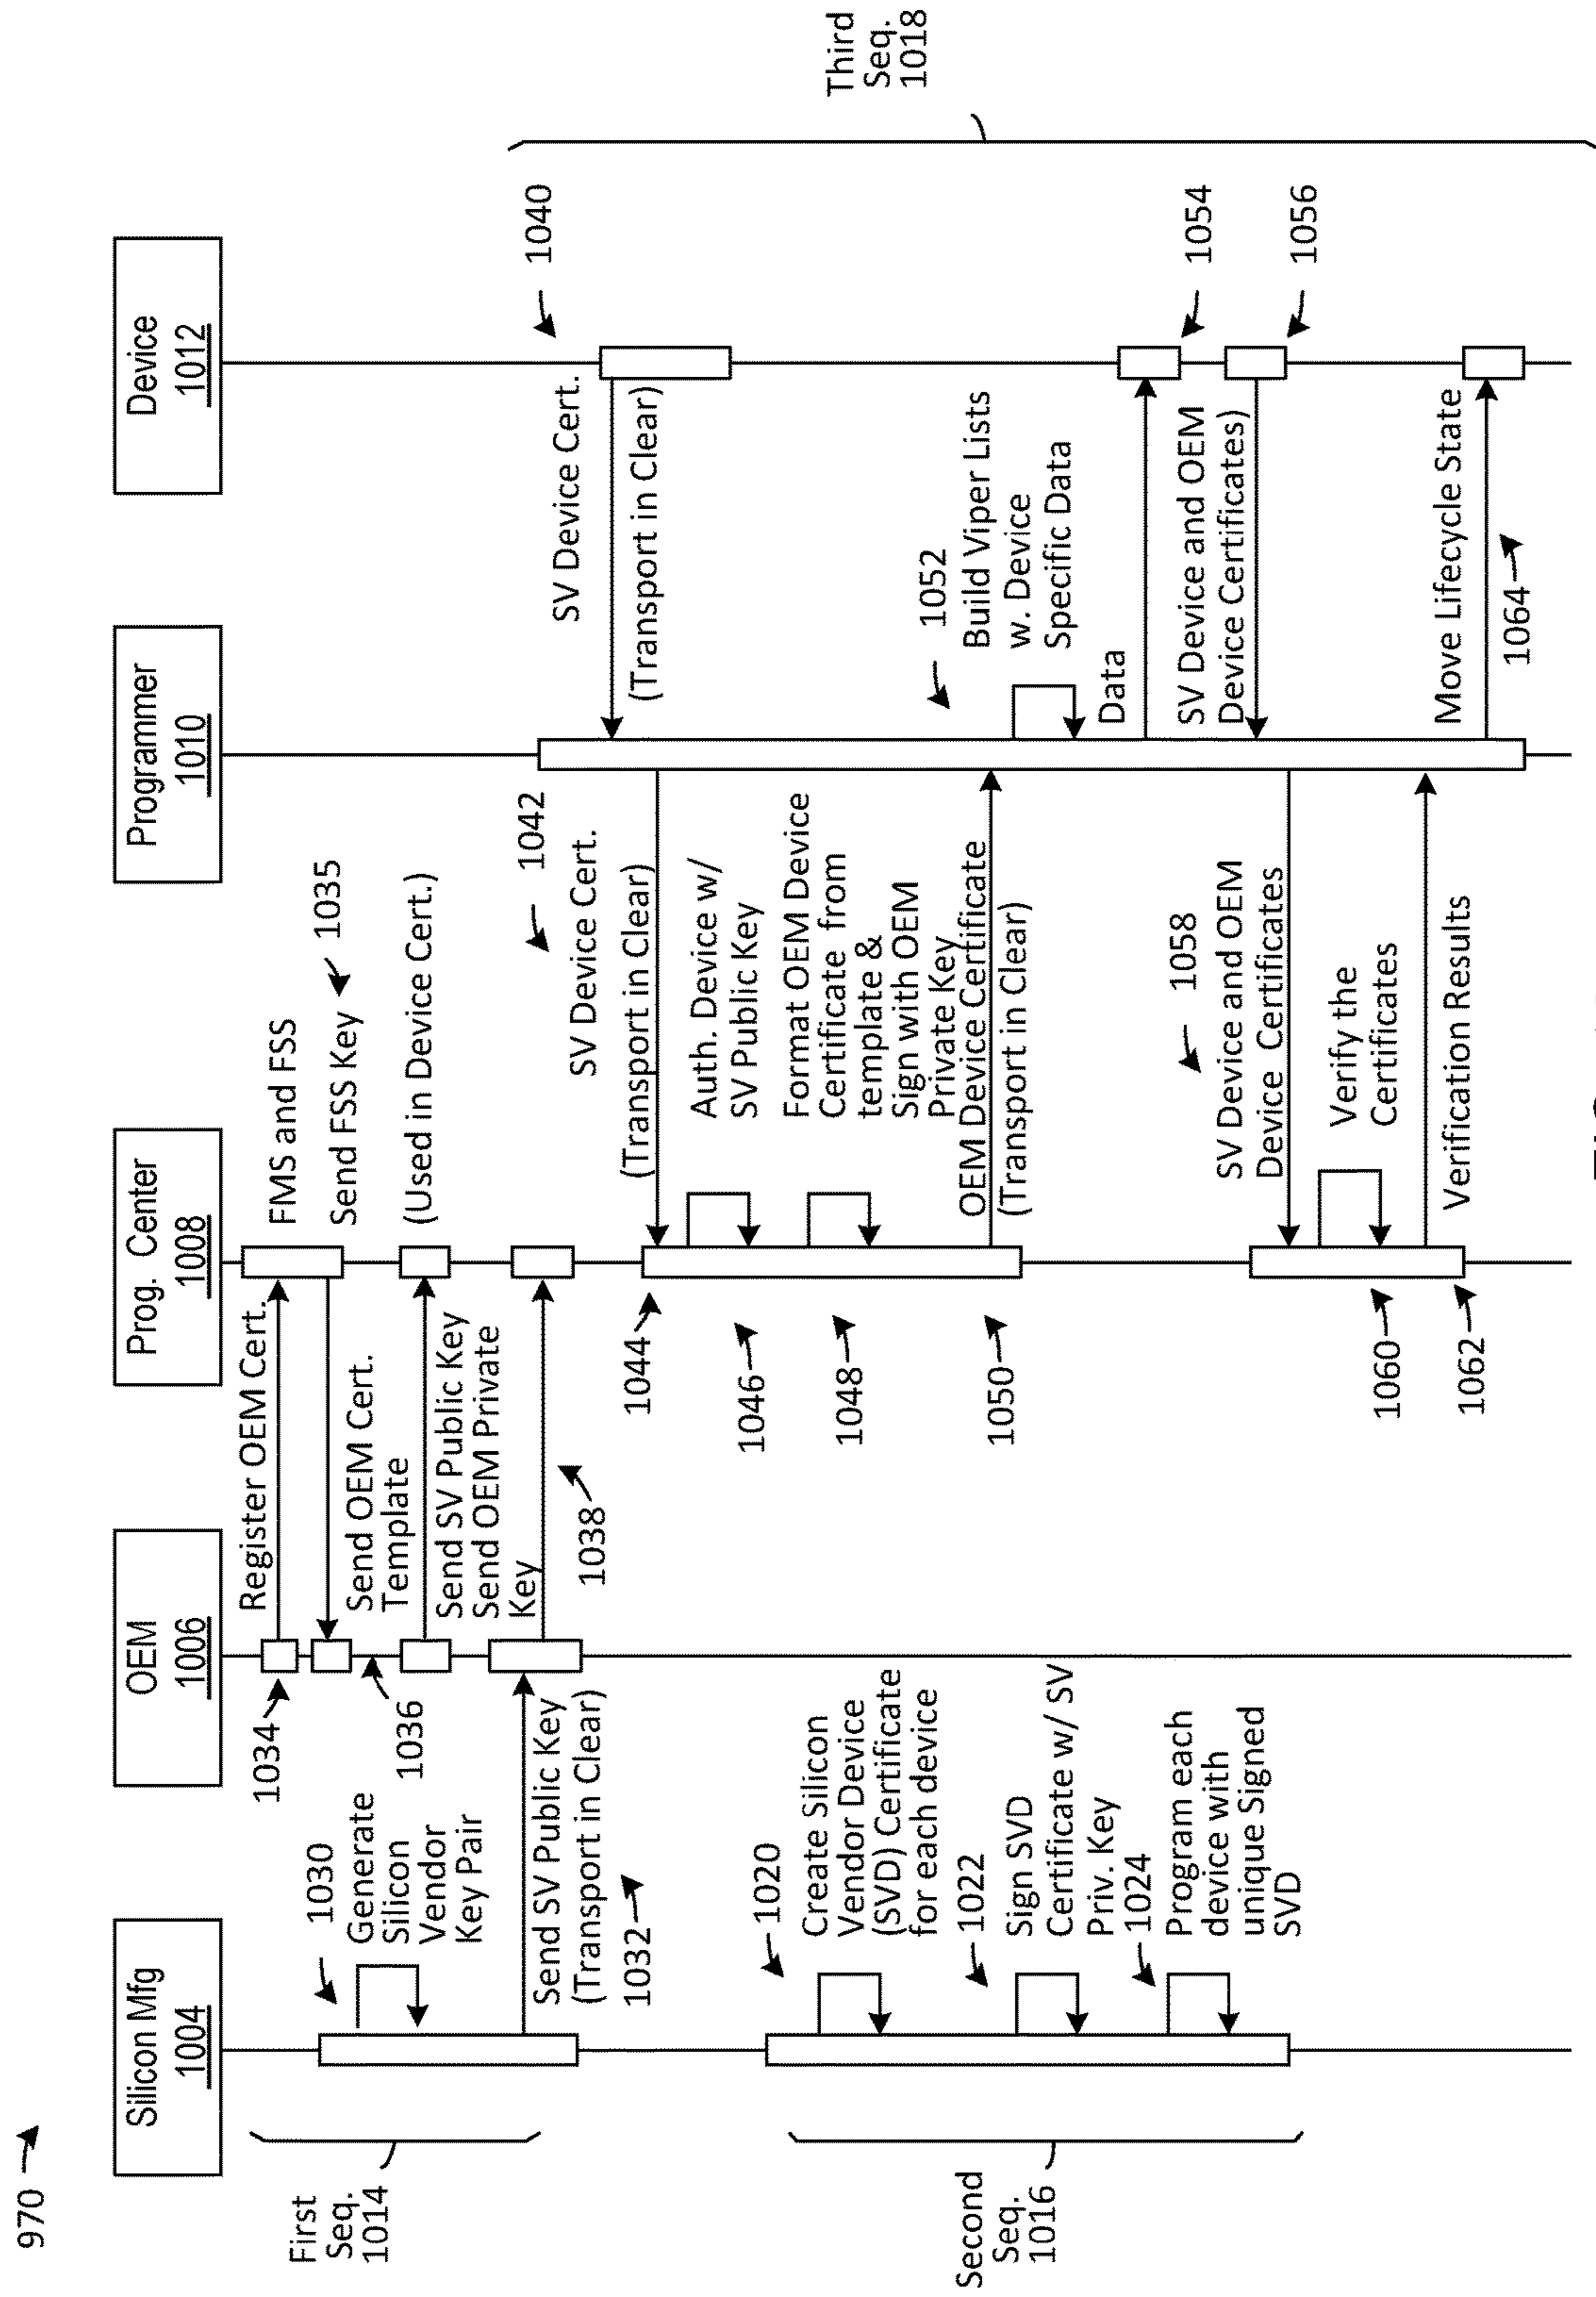 970
Silicon Mfg
1004
OEM
1006
Prog. Center
1008
Programmer
1010
Device
1012
First
Seq.
1014
1030
Generate
Silicon
Vendor
Key Pair
Send SV Public Key
(Transport in Clear)
1032
1034
1036
Register OEM Cert.
Send OEM Cert.
Template
Send SV Public Key
Send OEM Private
Key
1038
FMS and FSS
Send FSS Key
1035
(Used in Device Cert.)
Second
Seq.
1016
1020
Create Silicon
Vendor Device
(SVD) Certificate
for each device
1022
Sign SVD
Certificate w/ SV
Priv. Key
1024
Program each
device with
unique Signed
SVD
Third
Seq.
1018
1040
SV Device Cert.
(Transport in Clear)
1042
SV Device Cert.
(Transport in Clear)
1044
Auth. Device w/
SV Public Key
1046
Format OEM Device
Certificate from
template &
Sign with OEM
Private Key
1048
OEM Device Certificate
(Transport in Clear)
1050
1052
Build Viper Lists
w. Device
Specific Data
Data
1054
SV Device and OEM
Device Certificates)
1056
1058
SV Device and OEM
Device Certificates
Verify the
Certificates
1060
Verification Results
1062
Move Lifecycle State
1064